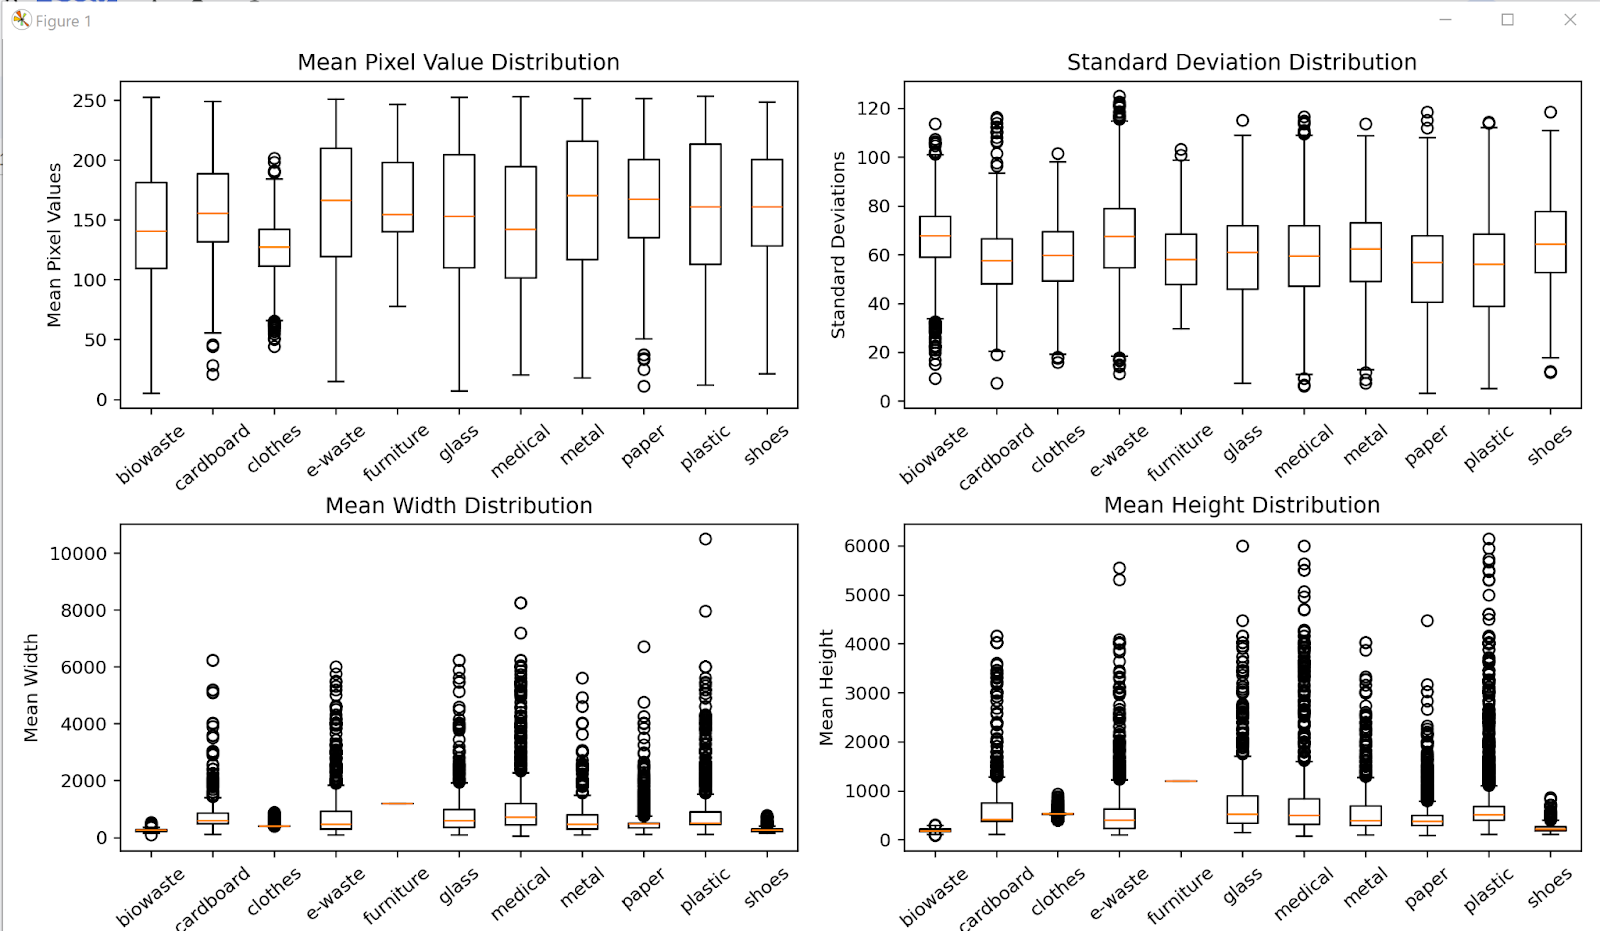 Figure 1
Mean Pixel Value Distribution
Mean Pixel Values
250
200
150
100
50
0
biowaste
cardboard
clothes
e-waste
furniture
glass
medical
metal
paper
plastic
shoes
Standard Deviation Distribution
Standard Deviations
120
100
80
60
40
20
0
biowaste
cardboard
clothes
e-waste
furniture
glass
medical
metal
paper
plastic
shoes
Mean Width Distribution
Mean Width
10000
8000
6000
4000
2000
0
biowaste
cardboard
clothes
e-waste
furniture
glass
medical
metal
paper
plastic
shoes
Mean Height Distribution
Mean Height
6000
5000
4000
3000
2000
1000
0
biowaste
cardboard
clothes
e-waste
furniture
glass
medical
metal
paper
plastic
shoes